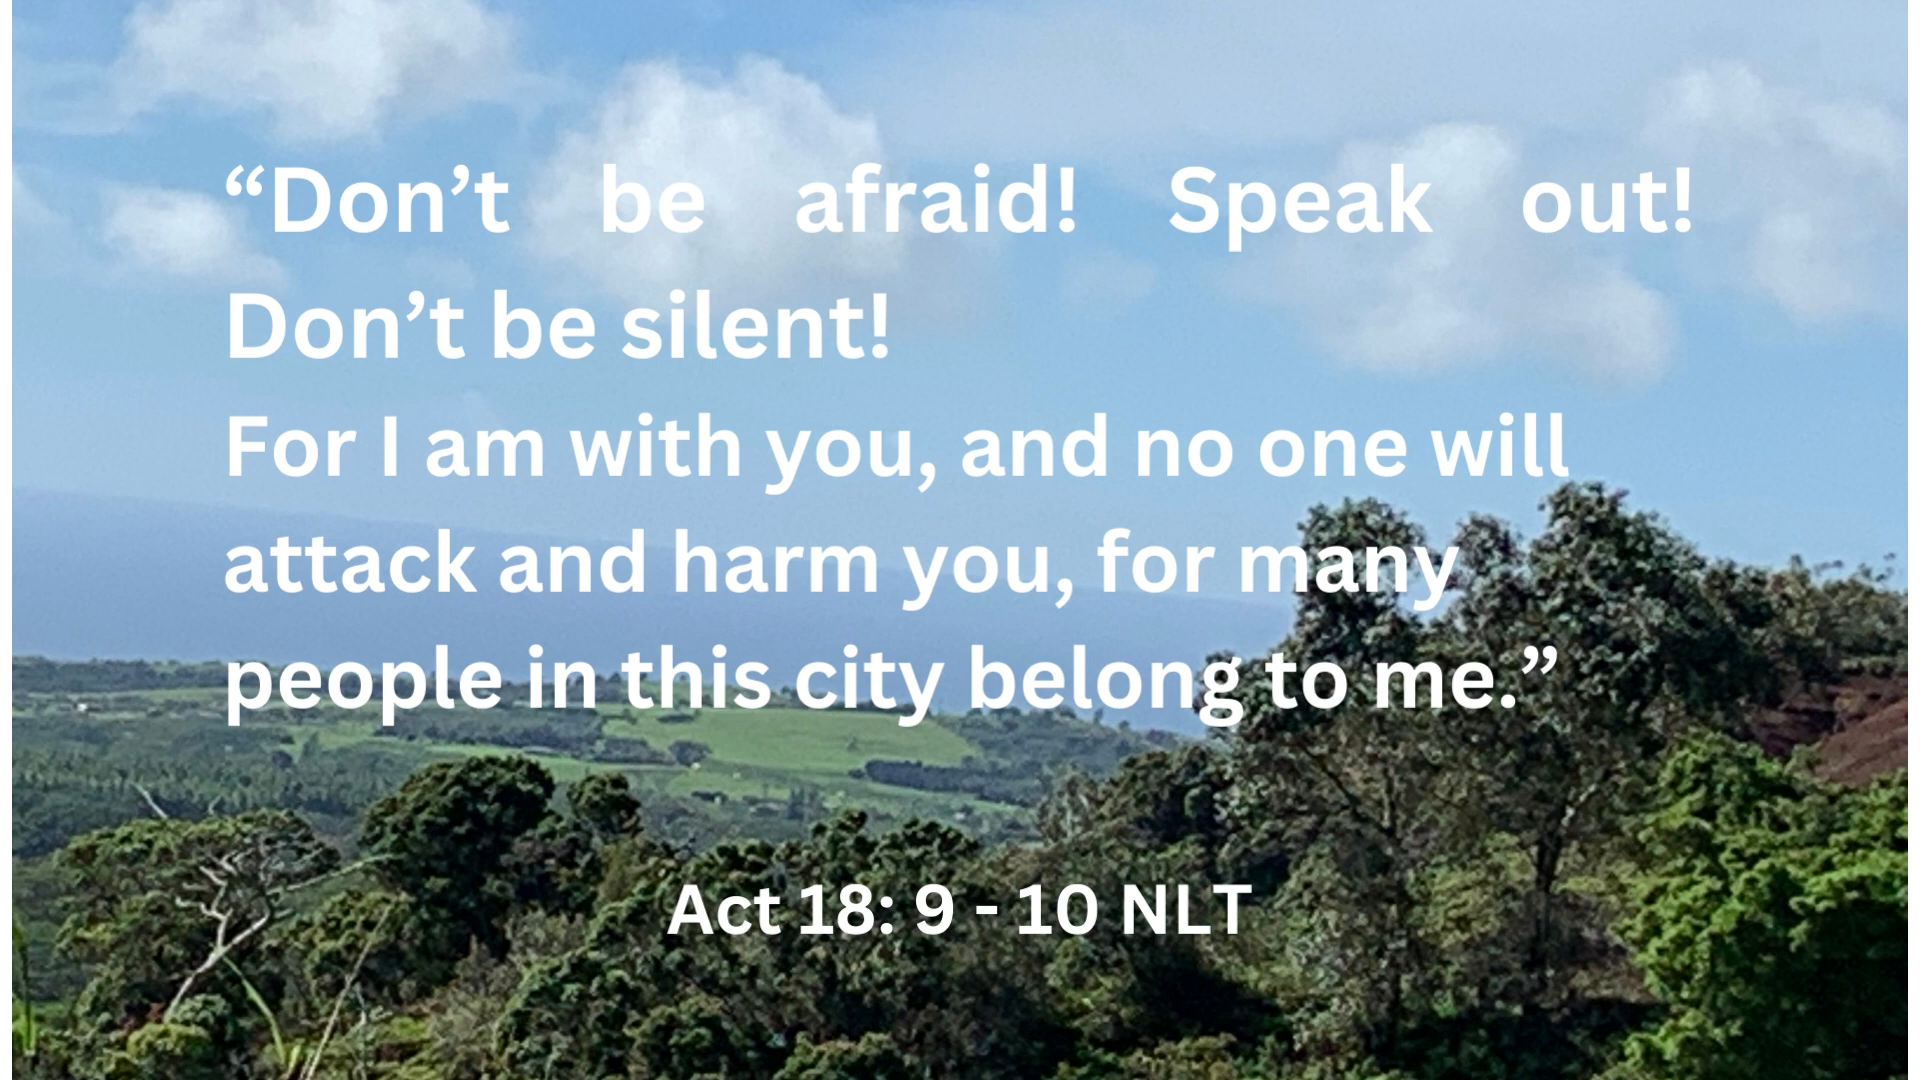 “Don’t be afraid! Speak out!
Don’t be silent!
For I am with you, and no one will
attack and harm you, for many
people in this city belong to me.”
Act 18: 9 - 10 NLT